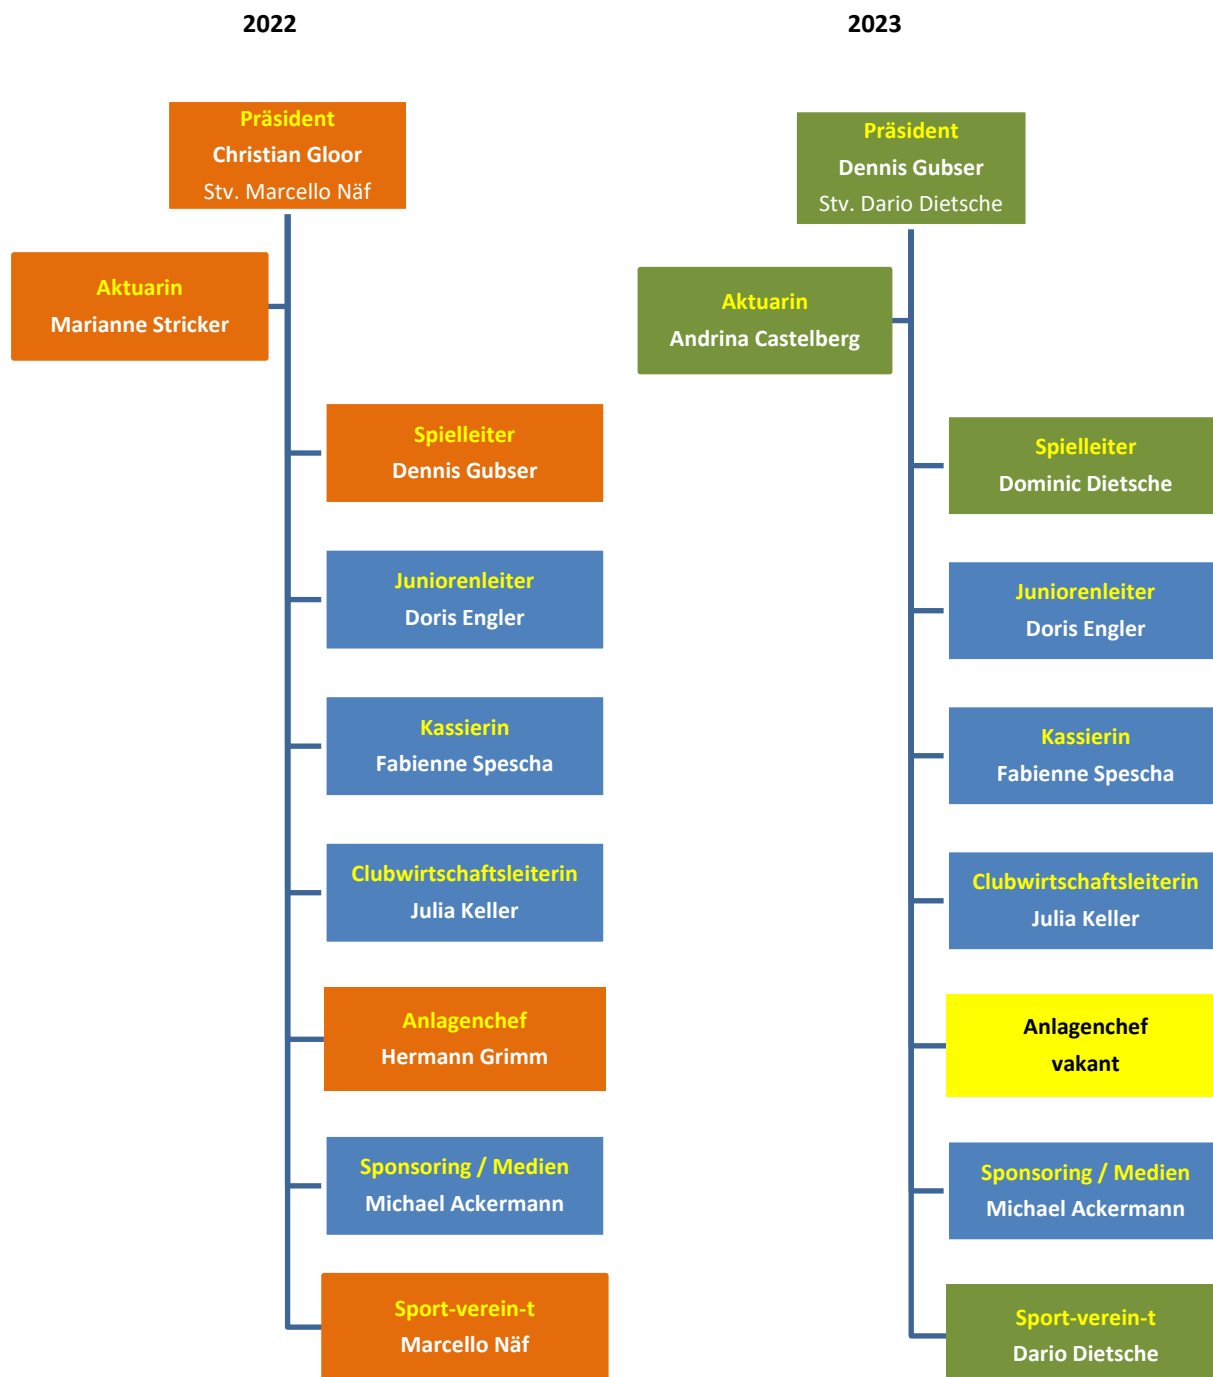 2022
Präsident
Christian Gloor
Stv. Marcello Näf
Aktuarin
Marianne Stricker
Spielleiter
Dennis Gubser
Juniorenleiter
Doris Engler
Kassierin
Fabienne Spescha
Clubwirtschaftsleiterin
Julia Keller
Anlagenchef
Hermann Grimm
Sponsoring / Medien
Michael Ackermann
Sport-verein-t
Marcello Näf
2023
Präsident
Dennis Gubser
Stv. Dario Dietsche
Aktuarin
Andrina Castelberg
Spielleiter
Dominic Dietsche
Juniorenleiter
Doris Engler
Kassierin
Fabienne Spescha
Clubwirtschaftsleiterin
Julia Keller
Anlagenchef
vakant
Sponsoring / Medien
Michael Ackermann
Sport-verein-t
Dario Dietsche